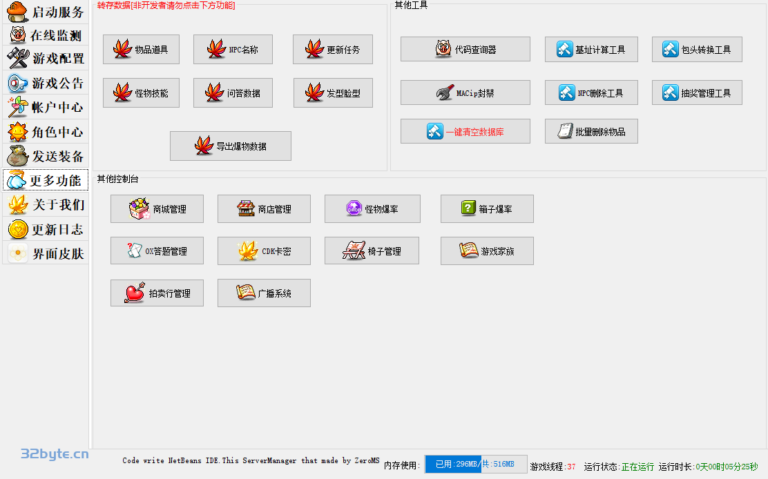 启动服务
在线监测
游戏配置
游戏公告
帐户中心
角色中心
发送装备
更多功能
关于我们
更新日志
界面皮肤
转存数据[非开发者请勿点击下方功能]
物品道具
NPC名称
更新任务
怪物技能
问答数据
发型脸型
导出爆物数据
其他工具
代码查询器
基址计算工具
包头转换工具
MACip封禁
NPC删除工具
抽奖管理工具
一键清空数据库
批量删除物品
其他控制台
商城管理
商店管理
怪物爆率
箱子爆率
OX答题管理
CDK卡密
椅子管理
游戏家族
拍卖行管理
广播系统
32byte.cn
Code write NetBeans IDE.This ServerManager that made by ZeroMS
内存使用:
已用:296MB/共:516MB
游戏线程:37
运行状态:正在运行
运行时长:0天00时05分25秒